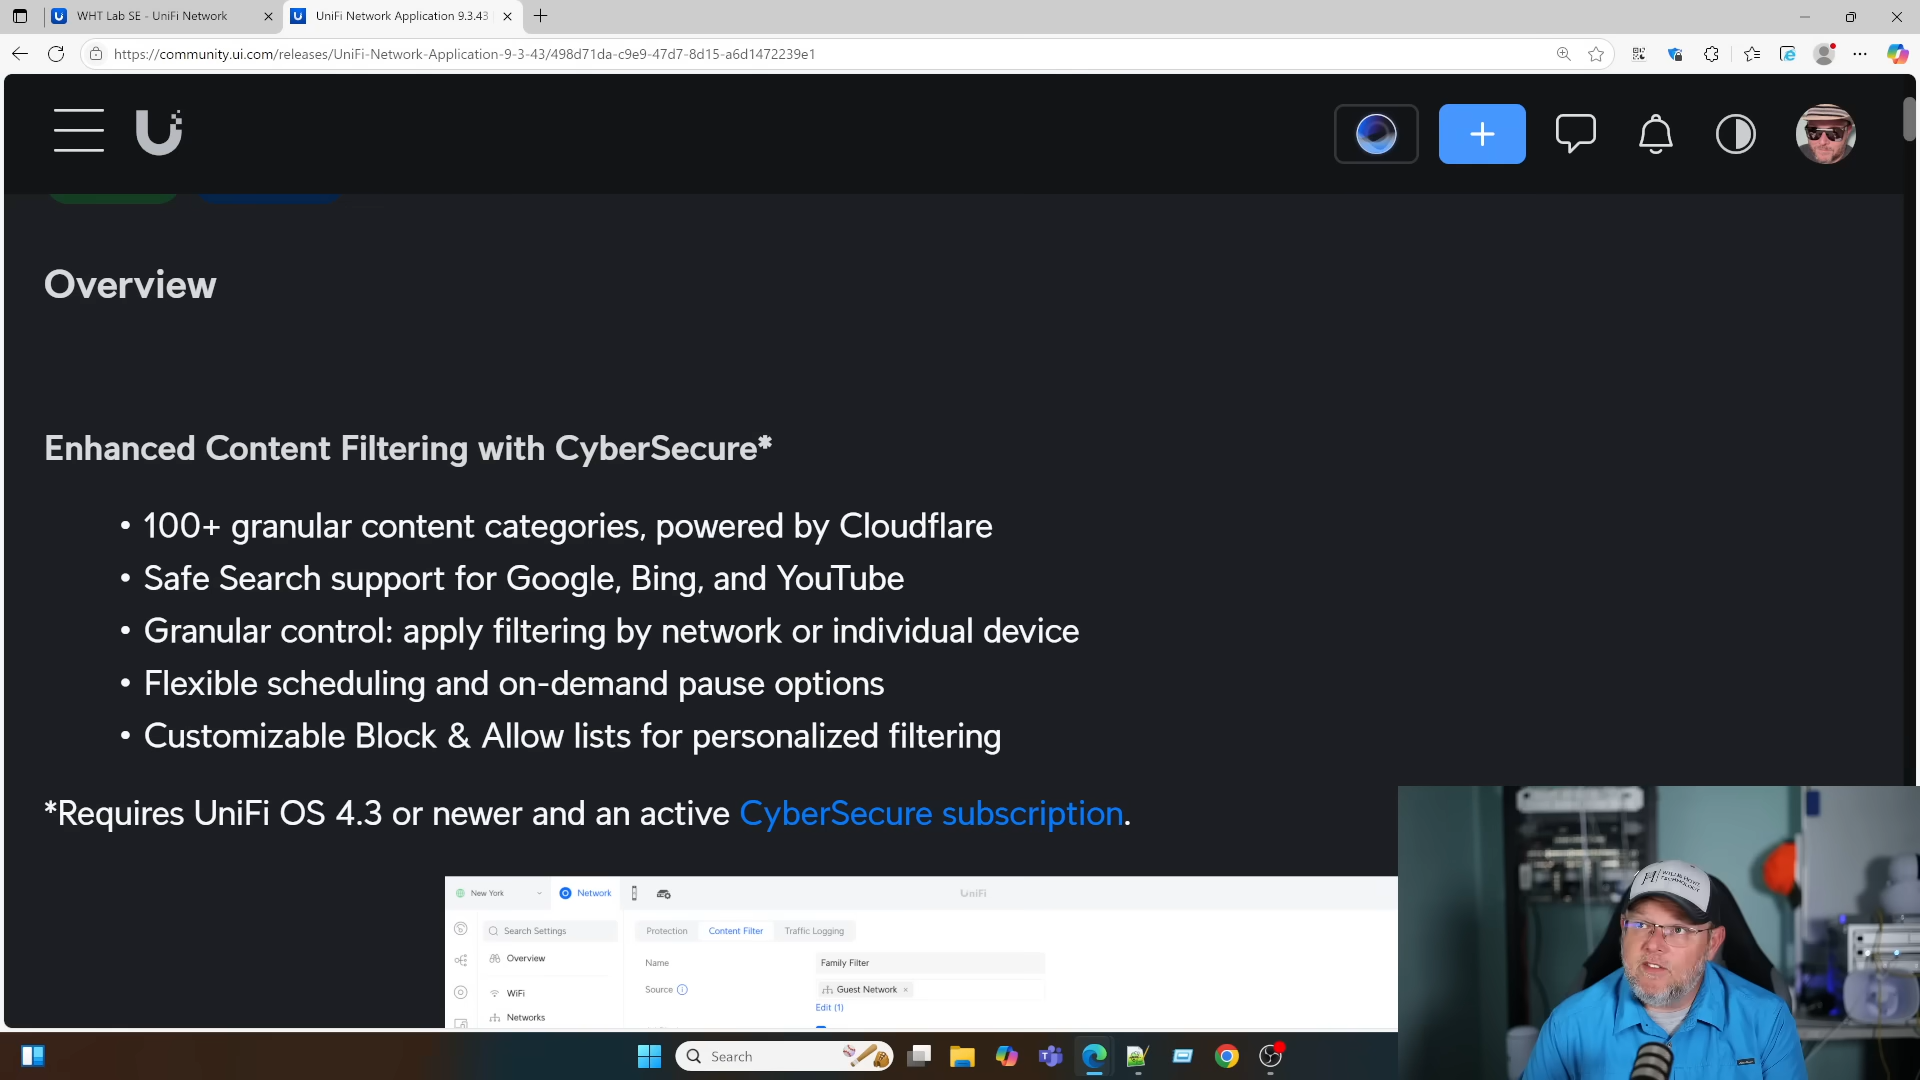 WHT Lab SE - UniFi Network
UniFi Network Application 9.3.43
https://community.ui.com/releases/UniFi-Network-Application-9-3-43/498d71da-c9e9-47d7-8d15-a6d1472239e1
Overview
Enhanced Content Filtering with CyberSecure*
• 100+ granular content categories, powered by Cloudflare
• Safe Search support for Google, Bing, and YouTube
• Granular control: apply filtering by network or individual device
• Flexible scheduling and on-demand pause options
• Customizable Block & Allow lists for personalized filtering
*Requires UniFi OS 4.3 or newer and an active CyberSecure subscription.
New York Network UniFi
Search Settings Protection Content Filter Traffic Logging
Overview
Name Family Filter
Source Guest Network
Edit (1)
WiFi
Networks
Search